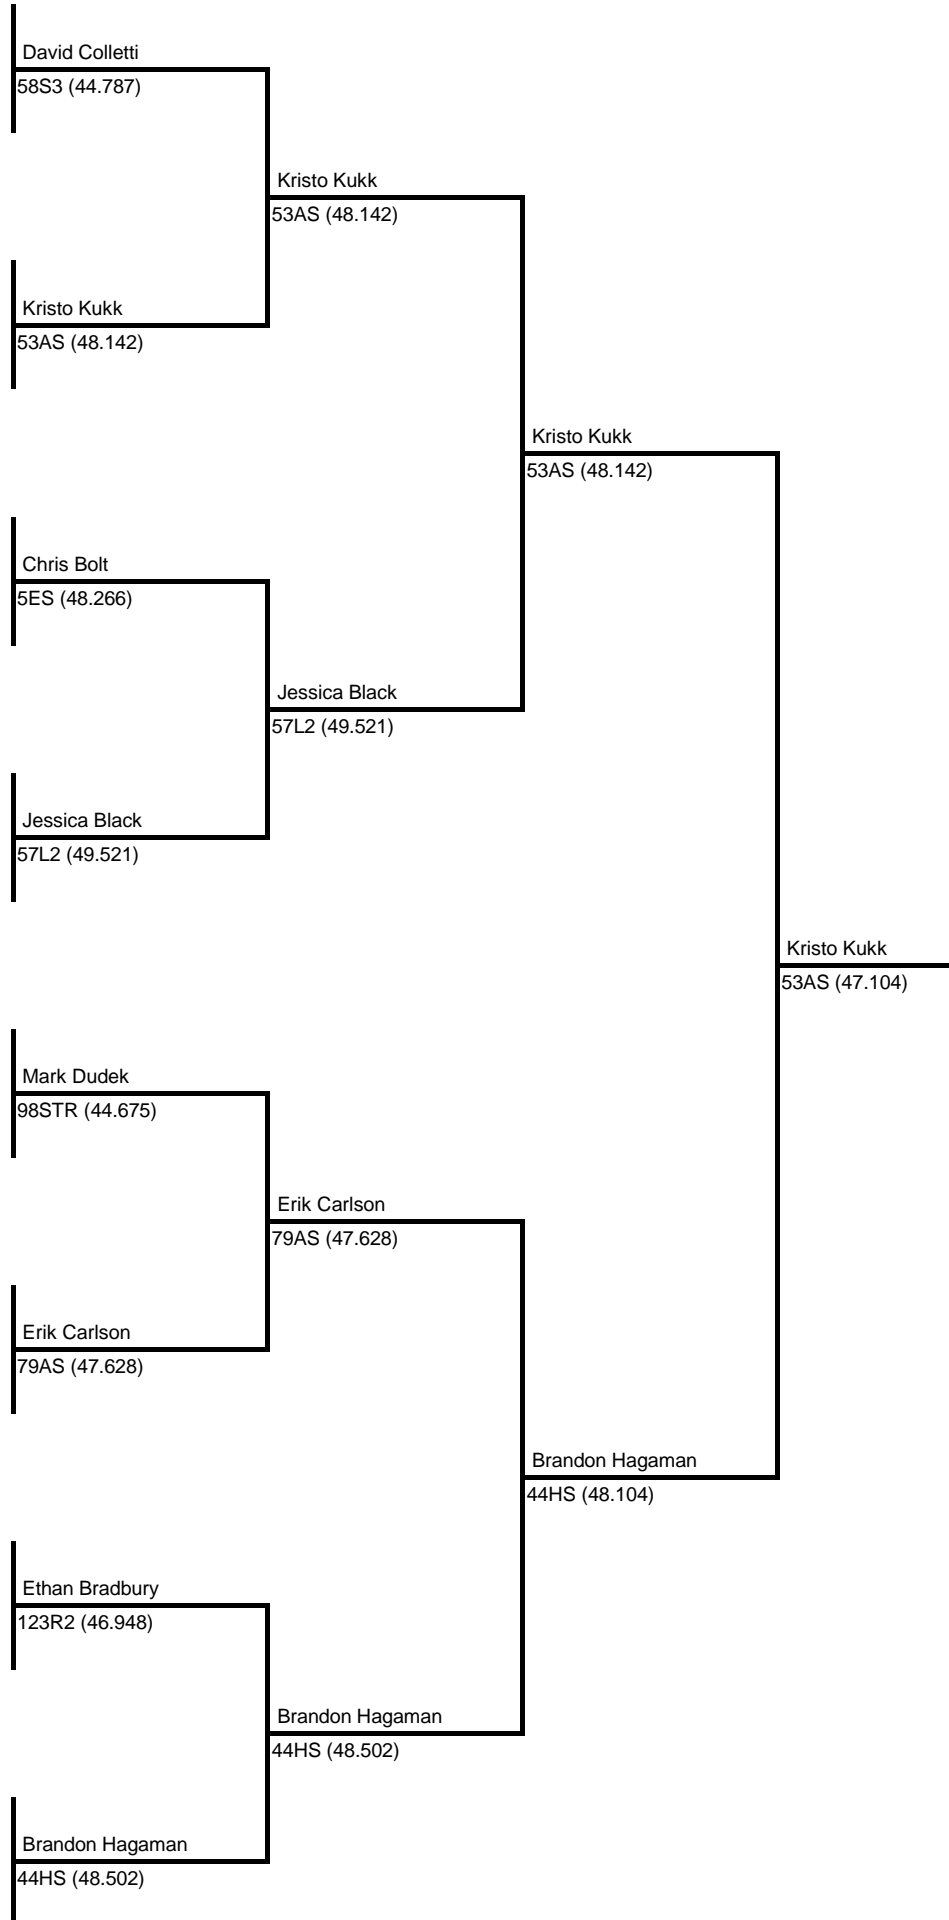 David Colletti
58S3 (44.787)
Kristo Kukk
53AS (48.142)
Kristo Kukk
53AS (48.142)
Kristo Kukk
53AS (48.142)
Chris Bolt
5ES (48.266)
Jessica Black
57L2 (49.521)
Jessica Black
57L2 (49.521)
Kristo Kukk
53AS (47.104)
Mark Dudek
98STR (44.675)
Erik Carlson
79AS (47.628)
Erik Carlson
79AS (47.628)
Brandon Hagaman
44HS (48.104)
Ethan Bradbury
123R2 (46.948)
Brandon Hagaman
44HS (48.502)
Brandon Hagaman
44HS (48.502)